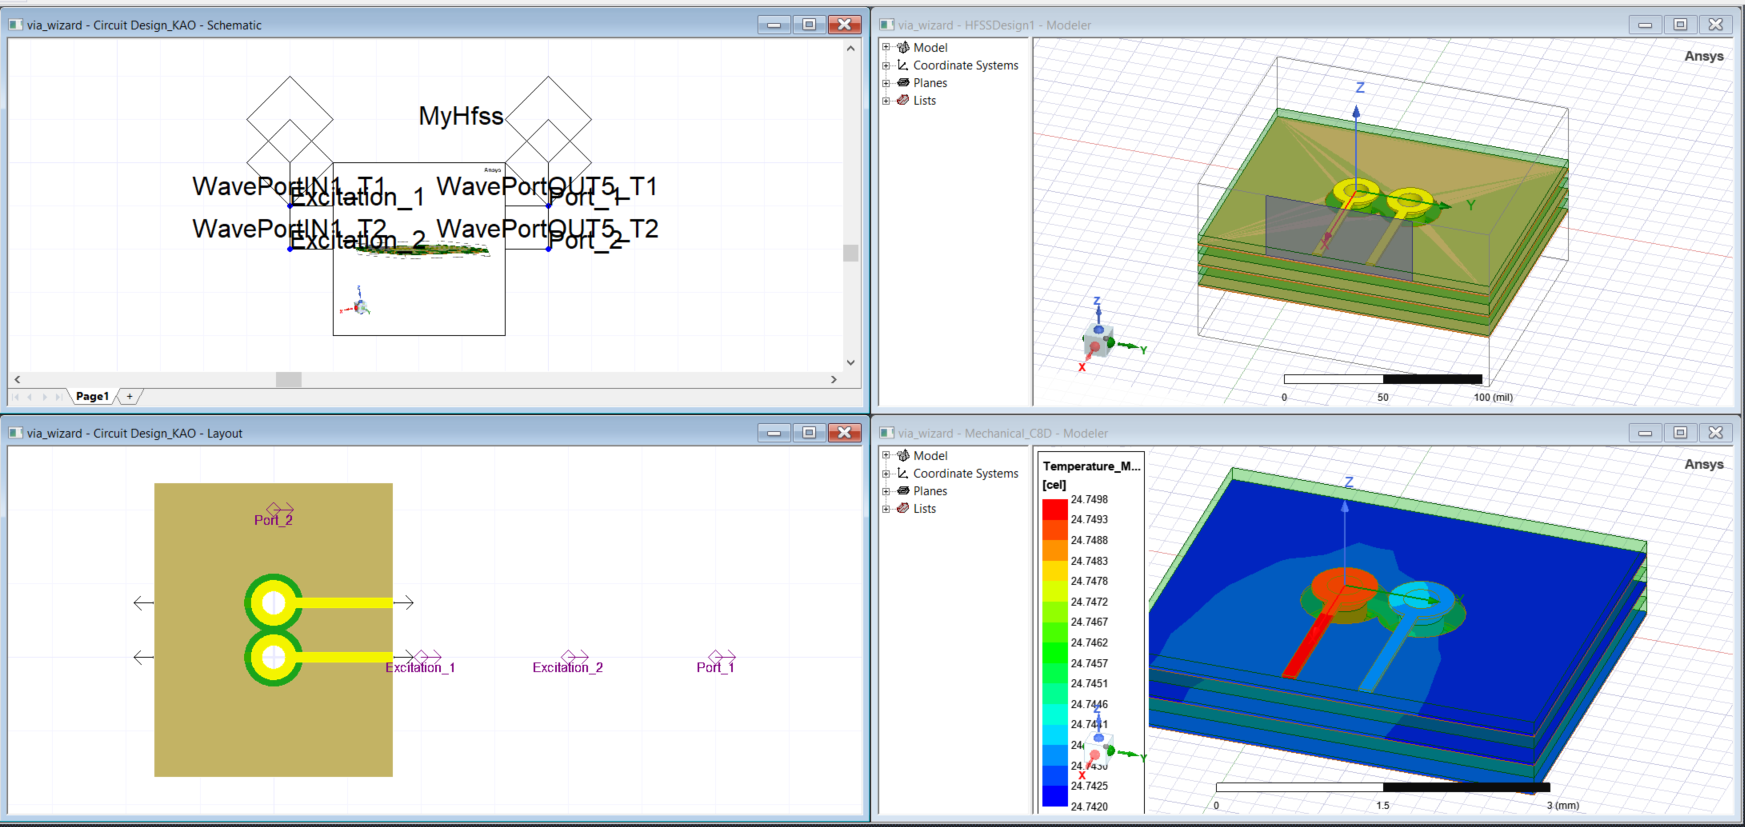 via_wizard - Circuit Design_KAO - Schematic
MyHfss
Ansys
WavePortIN1_T1
Excitation_1
WavePortOUT5_T1
Port_1
WavePortIN1_T2
Excitation_2
WavePortOUT5_T2
Port_2
Page1
+
via_wizard - HFSSDesign1 - Modeler
Model
Coordinate Systems
Planes
Lists
Ansys
Z
Y
Z
Y
X
0 50 100 (mil)
via_wizard - Circuit Design_KAO - Layout
Port_2
Excitation_1
Excitation_2
Port_1
via_wizard - Mechanical_CBD - Modeler
Model
Coordinate Systems
Planes
Lists
Ansys
Temperature_M...
[cel]
24.7498
24.7493
24.7488
24.7483
24.7478
24.7472
24.7467
24.7462
24.7457
24.7451
24.7446
24.7441
24.7430
24.7425
24.7420
Z
Y
Z
Y
X
0 1.5 3 (mm)